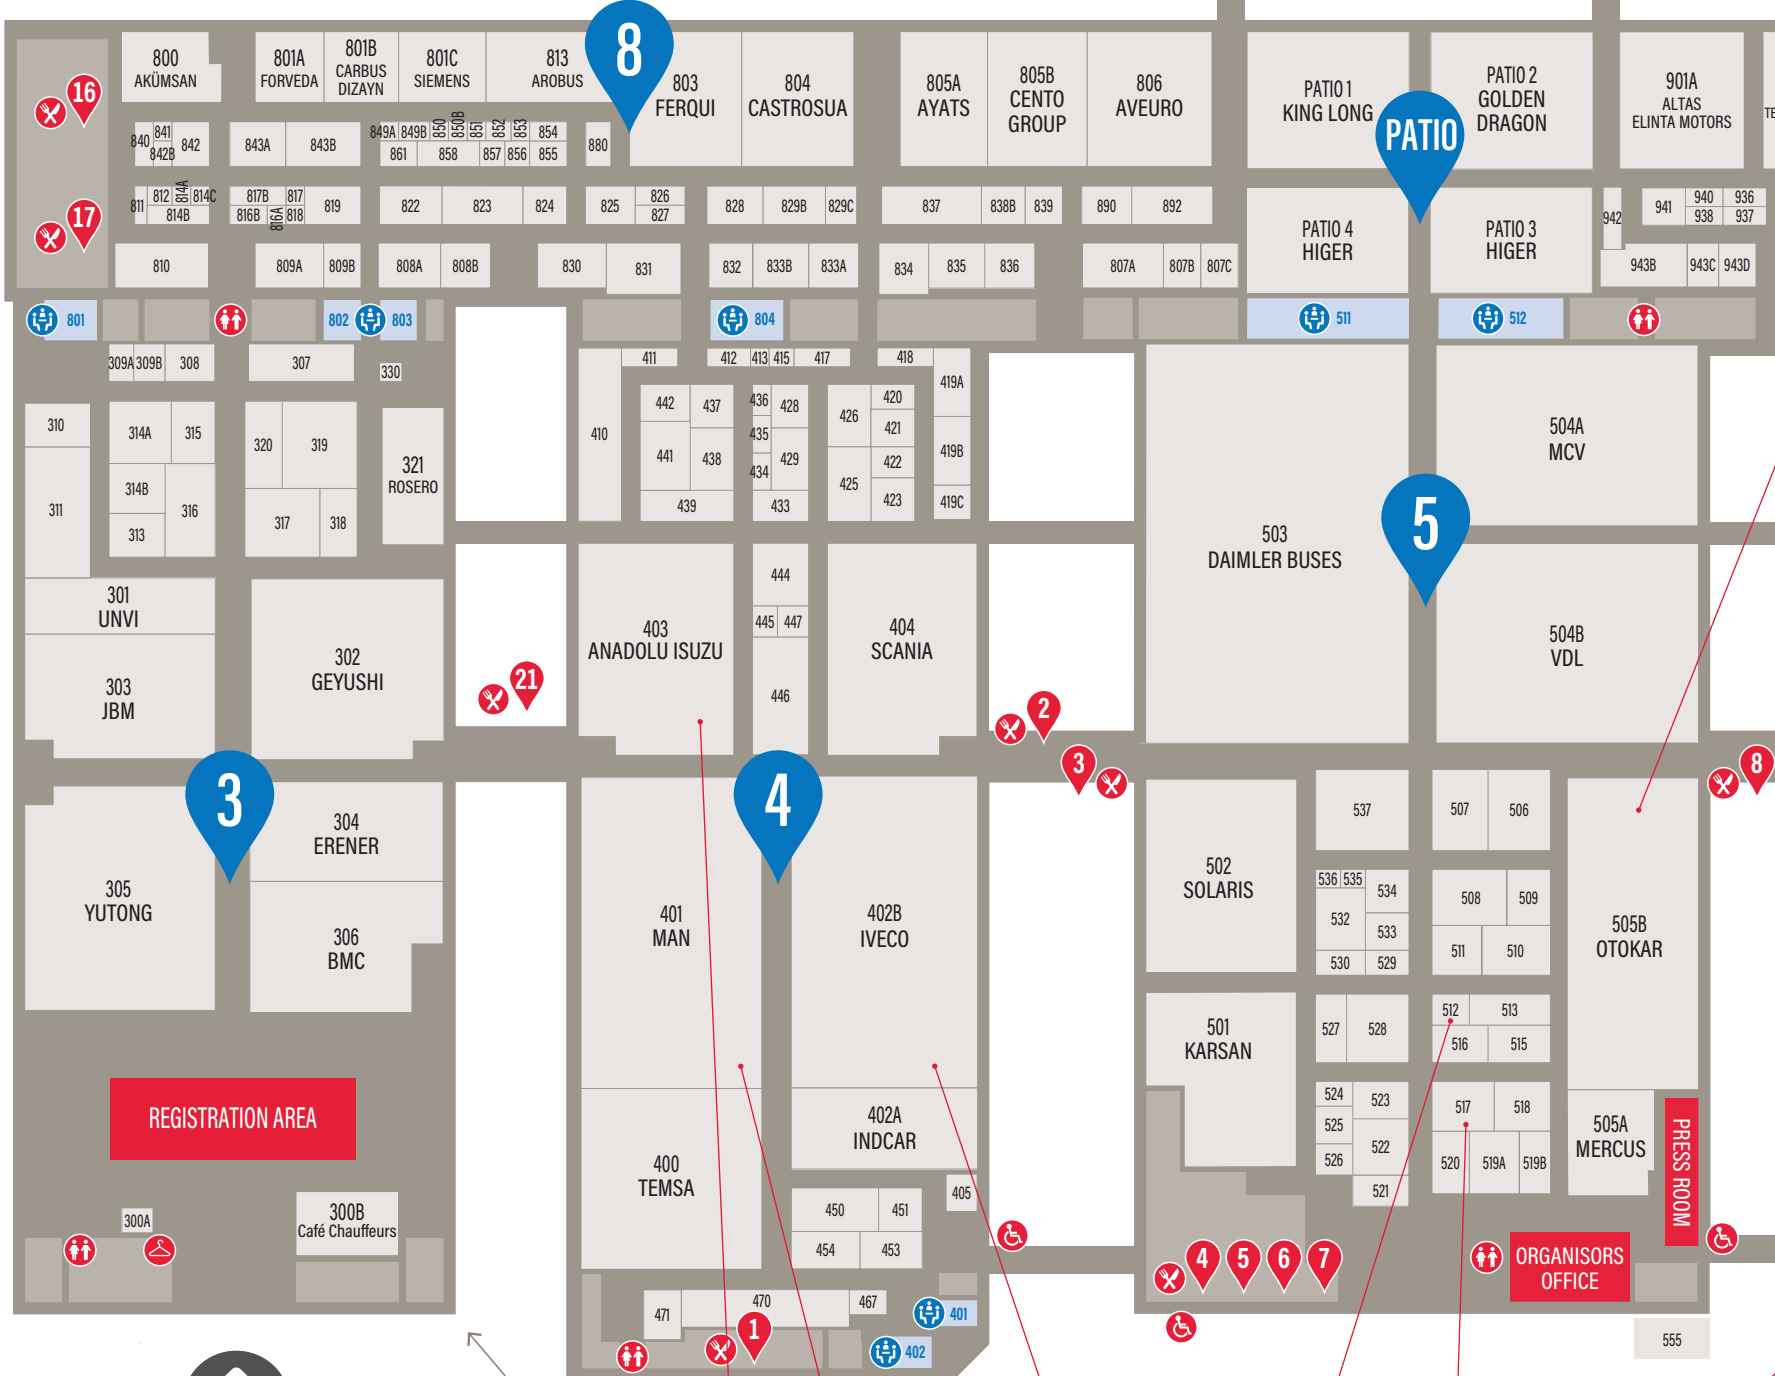 800
AKÜMSAN
801A
FORVEDA
801B
CARBUS
DIZAYN
801C
SIEMENS
813
AROBUS
8
803
FERQUI
804
CASTROSUA
805A
AYATS
805B
CENTO
GROUP
806
AVEURO
PATIO 1
KING LONG
PATIO
PATIO 2
GOLDEN
DRAGON
901A
ALTAS
ELINTA MOTORS
TE
16
840
841
842B
842
843A
843B
849A
849B
850
850B
851
852
853
854
861
858
857
856
855
880
17
811
812
814A
814C
814B
817B
817
816B
816A
818
819
822
823
824
825
826
827
828
829B
829C
837
838B
839
890
892
PATIO 4
HIGER
PATIO 3
HIGER
942
941
940
936
938
937
810
809A
809B
808A
808B
830
831
832
833B
833A
834
835
836
807A
807B
807C
943B
943C
943D
801
802
803
804
511
512
309A
309B
308
307
330
411
412
413
415
417
418
419A
310
314A
315
320
319
321
ROSERO
311
314B
316
313
317
318
410
442
437
441
438
439
436
428
435
434
429
433
426
420
421
425
422
423
419B
419C
503
DAIMLER BUSES
5
504A
MCV
504B
VDL
301
UNVI
303
JBM
302
GEYUSHI
21
403
ANADOLU ISUZU
444
445
447
446
404
SCANIA
2
3
8
3
305
YUTONG
304
ERENER
306
BMC
4
401
MAN
402B
IVECO
402A
INDCAR
400
TEMSA
502
SOLARIS
501
KARSAN
537
507
506
536
535
534
532
533
530
529
508
509
511
510
505B
OTOKAR
527
528
512
513
516
515
524
523
525
522
526
521
517
518
520
519A
519B
505A
MERCUS
PRESS ROOM
REGISTRATION AREA
300A
300B
Café Chauffeurs
405
450
451
454
453
471
470
467
1
401
402
4
5
6
7
ORGANISORS
OFFICE
555